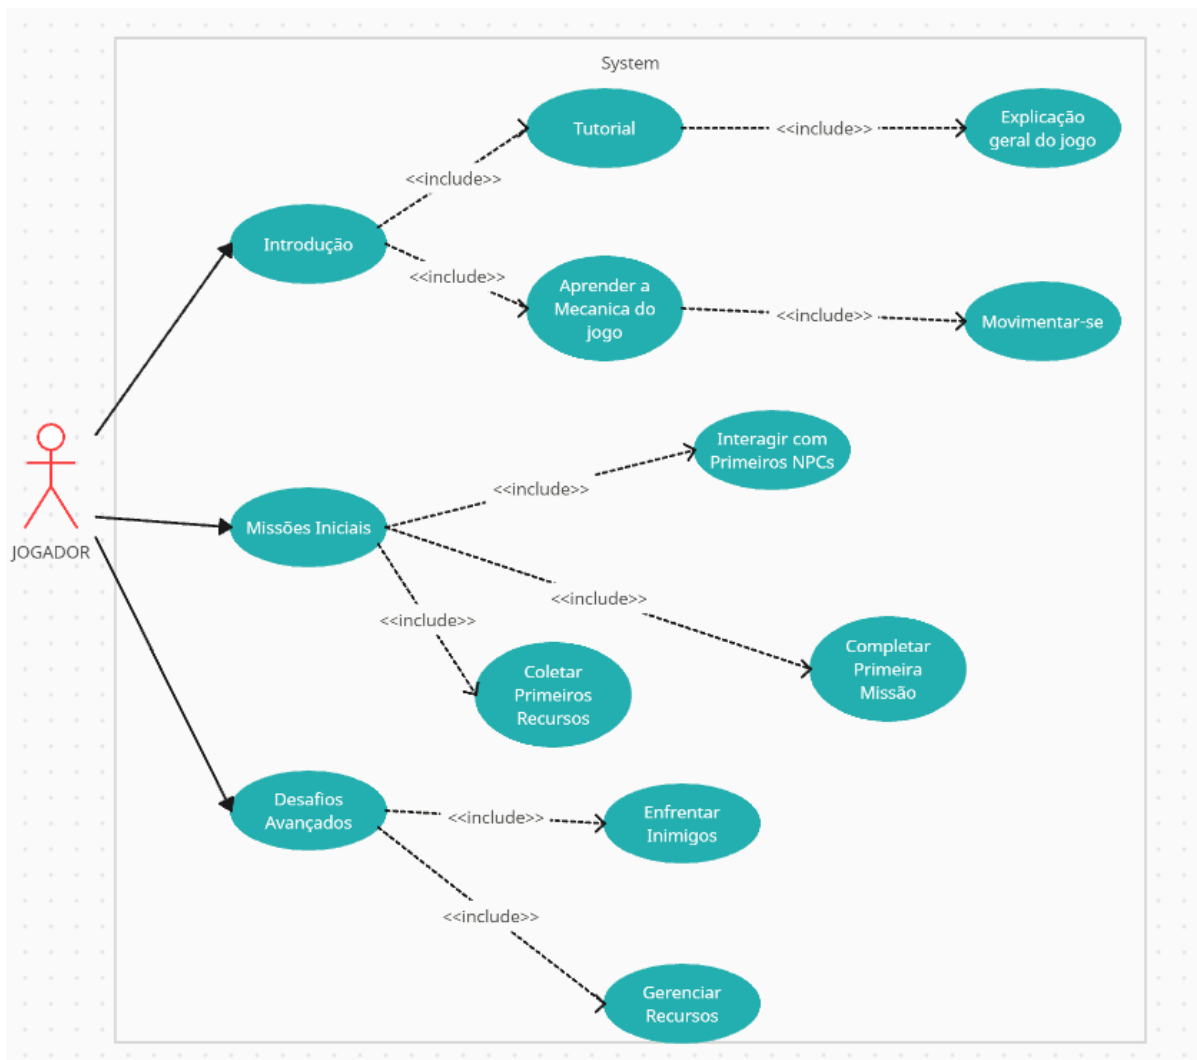 System
Tutorial
<<include>>
Explicação
geral do jogo
<<include>>
Introdução
<<include>>
Aprender a
Mecanica do
jogo
<<include>>
Movimentar-se
JOGADOR
Missões Iniciais
<<include>>
Interagir com
Primeiros NPCs
<<include>>
Completar
Primeira
Missão
<<include>>
Coletar
Primeiros
Recursos
Desafios
Avançados
<<include>>
Enfrentar
Inimigos
<<include>>
Gerenciar
Recursos